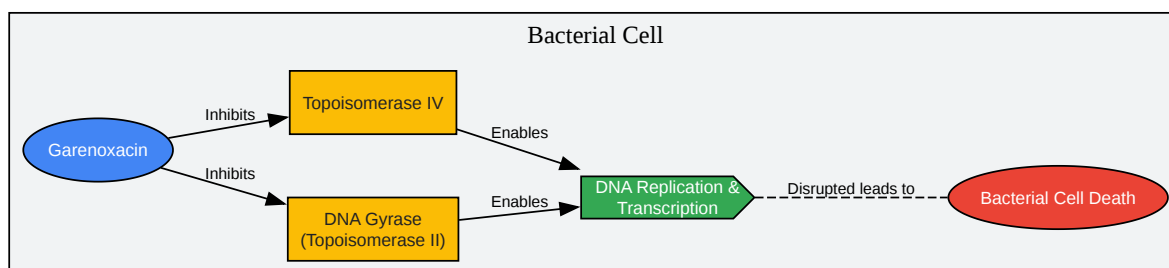 Bacterial Cell
Garenoxacin
Inhibits
Inhibits
Topoisomerase IV
DNA Gyrase
(Topoisomerase II)
Enables
Enables
DNA Replication &
Transcription
Disrupted leads to
Bacterial Cell Death